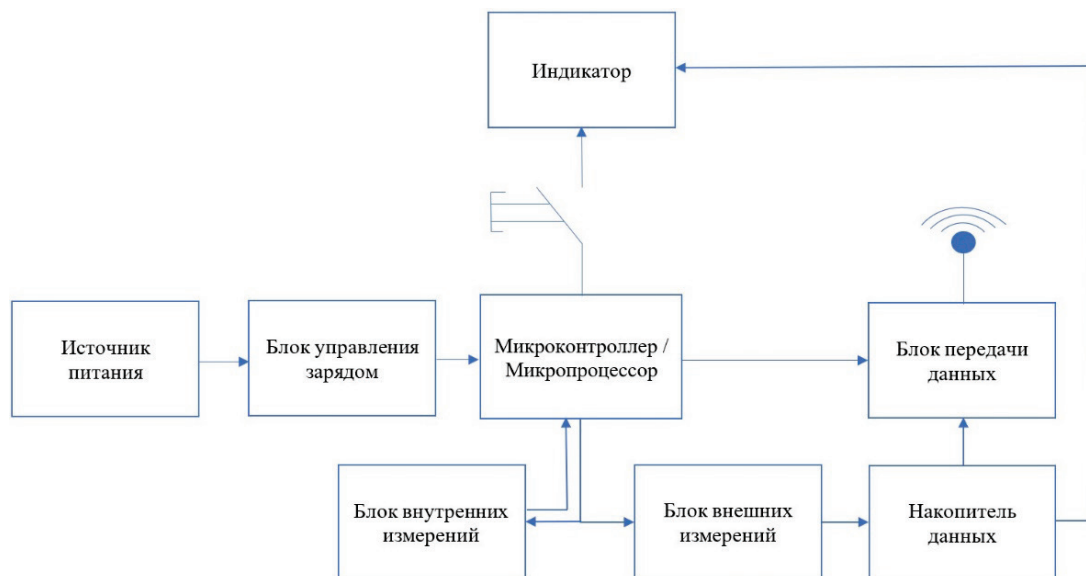 Индикатор
Источник
питания
Блок управления
зарядом
Микроконтроллер /
Микропроцессор
Блок передачи
данных
Блок внутренних
измерений
Блок внешних
измерений
Накопитель
данных